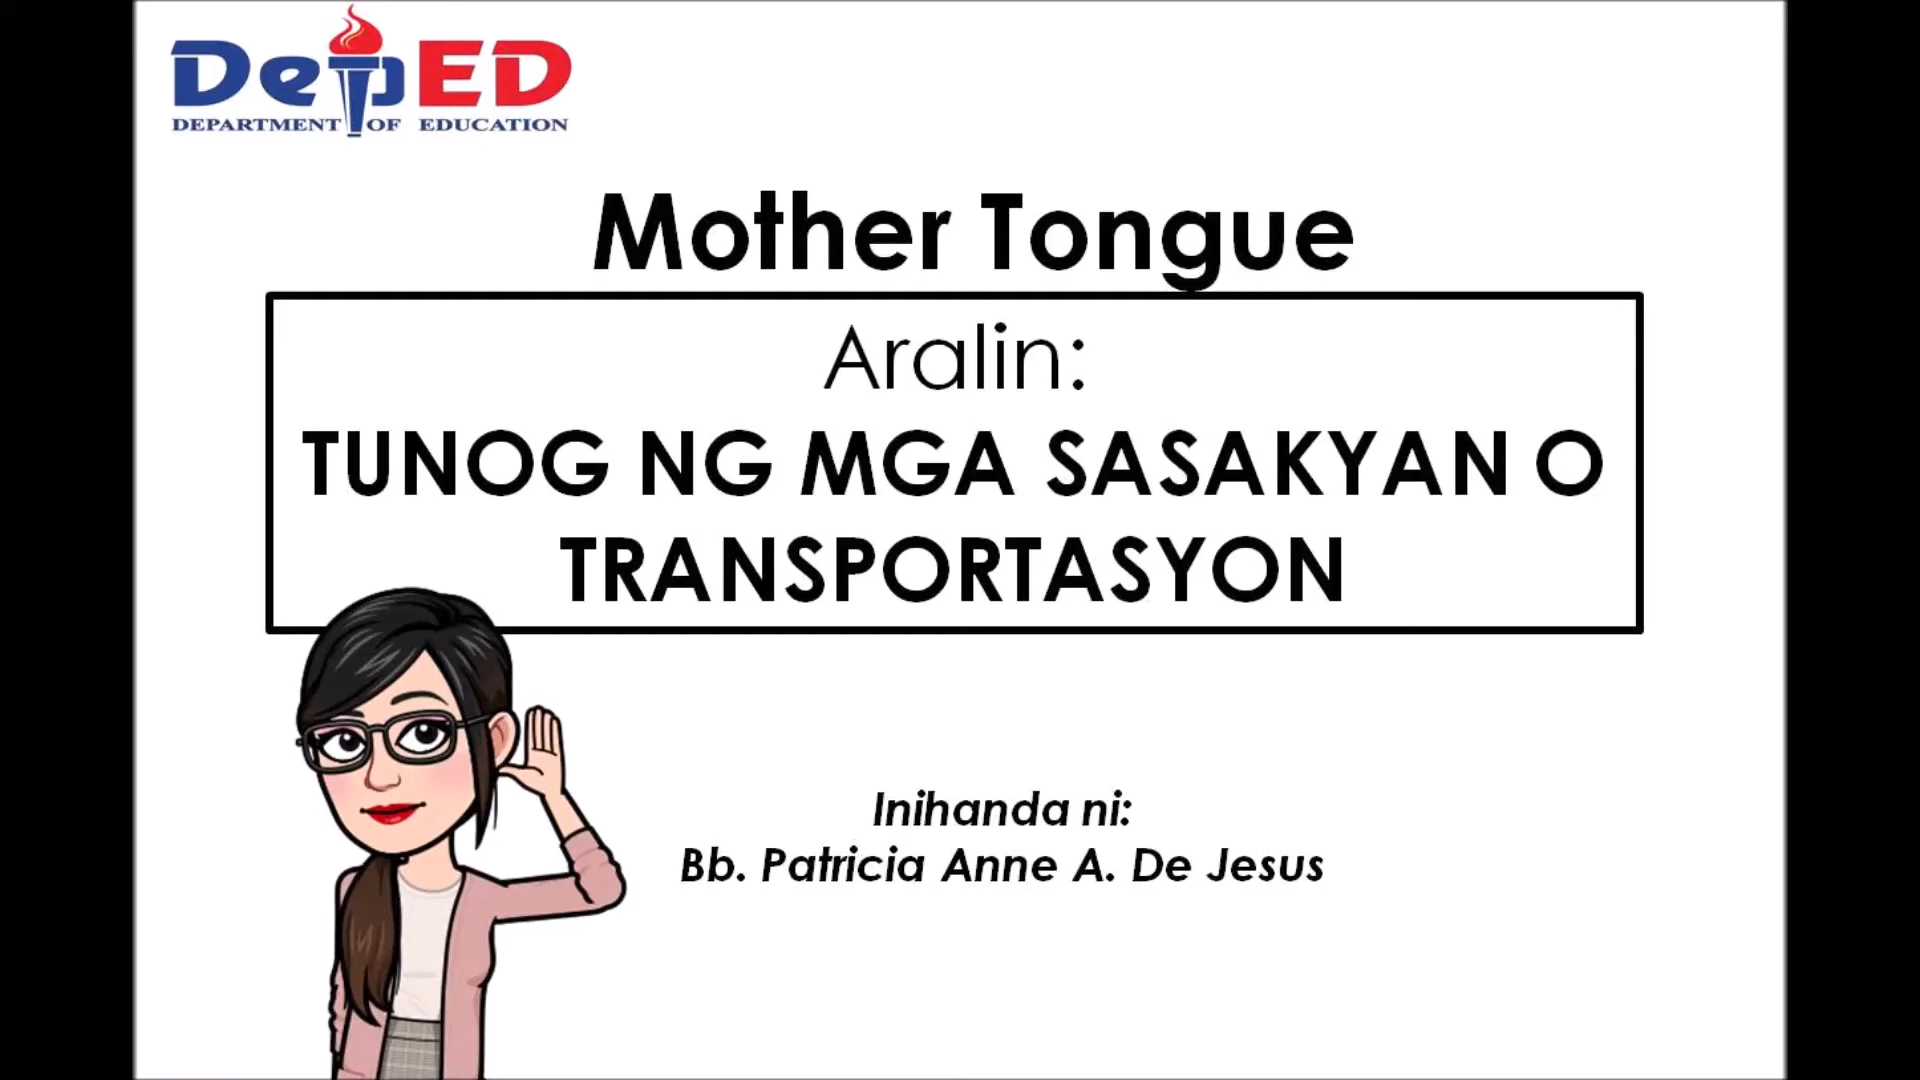 DepED
DEPARTMENT OF EDUCATION
Mother Tongue
Aralin:
TUNOG NG MGA SASAKYAN O
TRANSPORTASYON
Inihanda ni:
Bb. Patricia Anne A. De Jesus